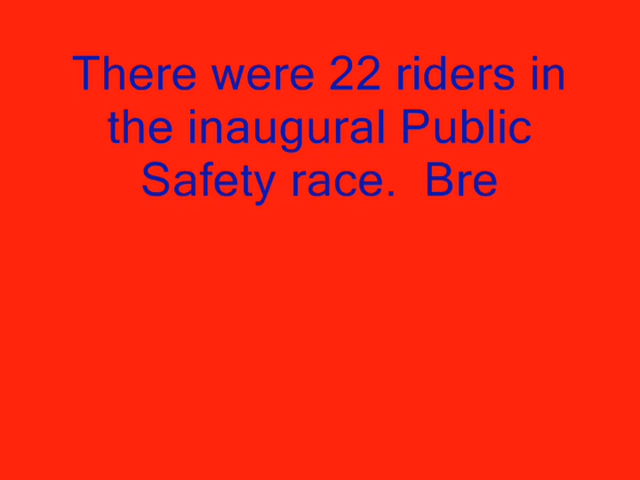 There were 22 riders in
the inaugural Public
Safety race.  Bre